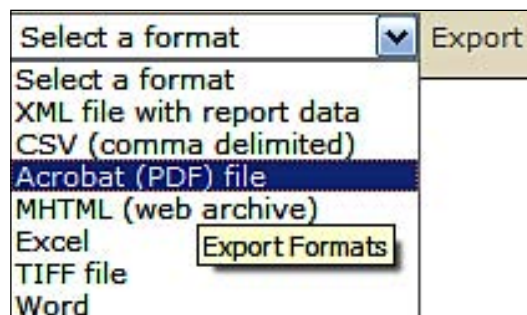 Select a format Export
Select a format
XML file with report data
CSV (comma delimited)
Acrobat (PDF) file
MHTML (web archive)
Excel
Export Formats
TIFF file
Word